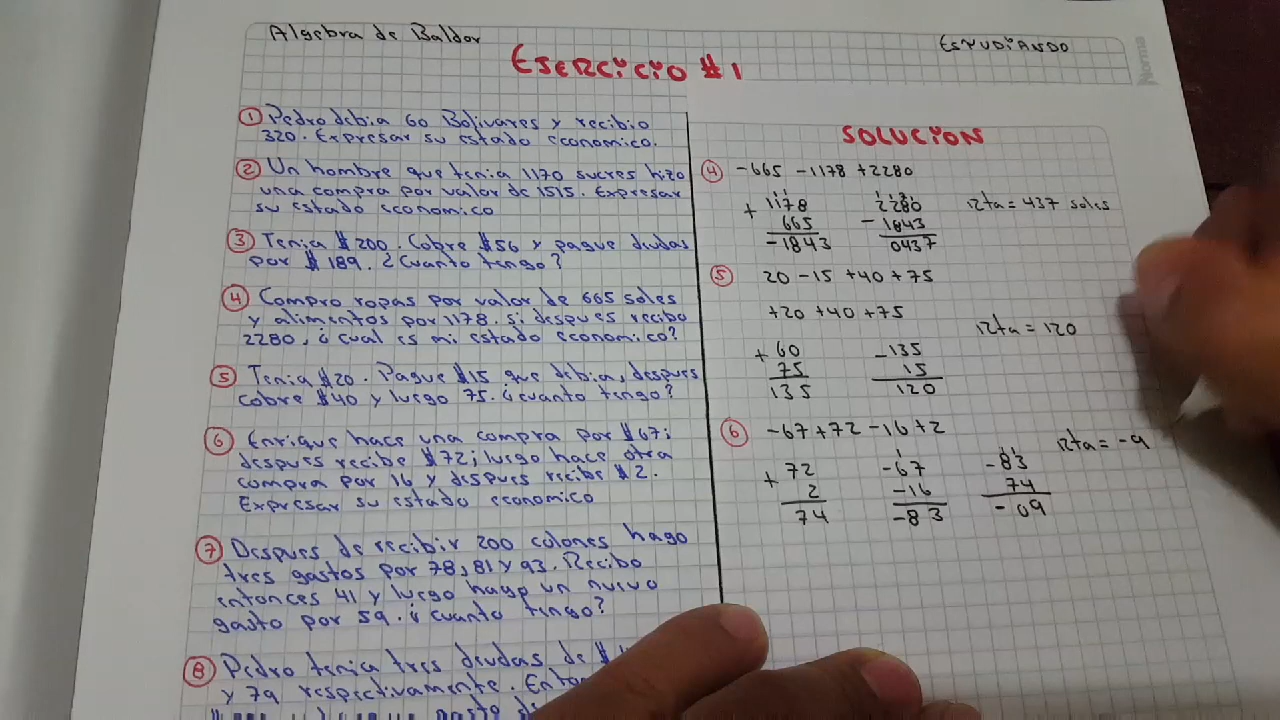 Algebra de Baldor
ESTUDIANDO
Norma
EJERCiCiO #1
① Pedro debia 60 Bolivares y recibio
320. Expresar su estado economico.
② Un hombre que tenia 1170 sucres hizo
una compra por valor de 1515. Expresar
su estado economico
③ Tenia $200. Cobre $56 y pague deudas
por $189. ¿Cuanto tengo?
④ Compro ropas por valor de 665 soles
y alimentos por 1178. si despues recibo
2280, ¿cual es mi estado economico?
⑤ Tenia $20. Pague $15 que debia, despues
cobre $40 y luego 75. ¿cuanto tengo?
⑥ Enrique hace una compra por $67;
despues recibe $72; luego hace otra
compra por 16 y despues recibe $2.
Expresar su estado economico
⑦ Despues de recibir 200 colones hago
tres gastos por 78, 81 y 93. Recibo
entonces 41 y luego hago un nuevo
gasto por 59. ¿cuanto tengo?
⑧ Pedro tenia tres deudas de
y 79 respectivamente.
SOLUCiON
④ -665 -1178 +2280
+ 1178
665
-1843
2280
- 1843
0437
rta = 437 soles
⑤ 20 -15 +40 +75
+20 +40 +75
+ 60
75
135
-135
15
120
rta = 120
⑥ -67 +72 -16 +2
+ 72
2
74
-67
-16
-83
-83
74
-09
rta = -9